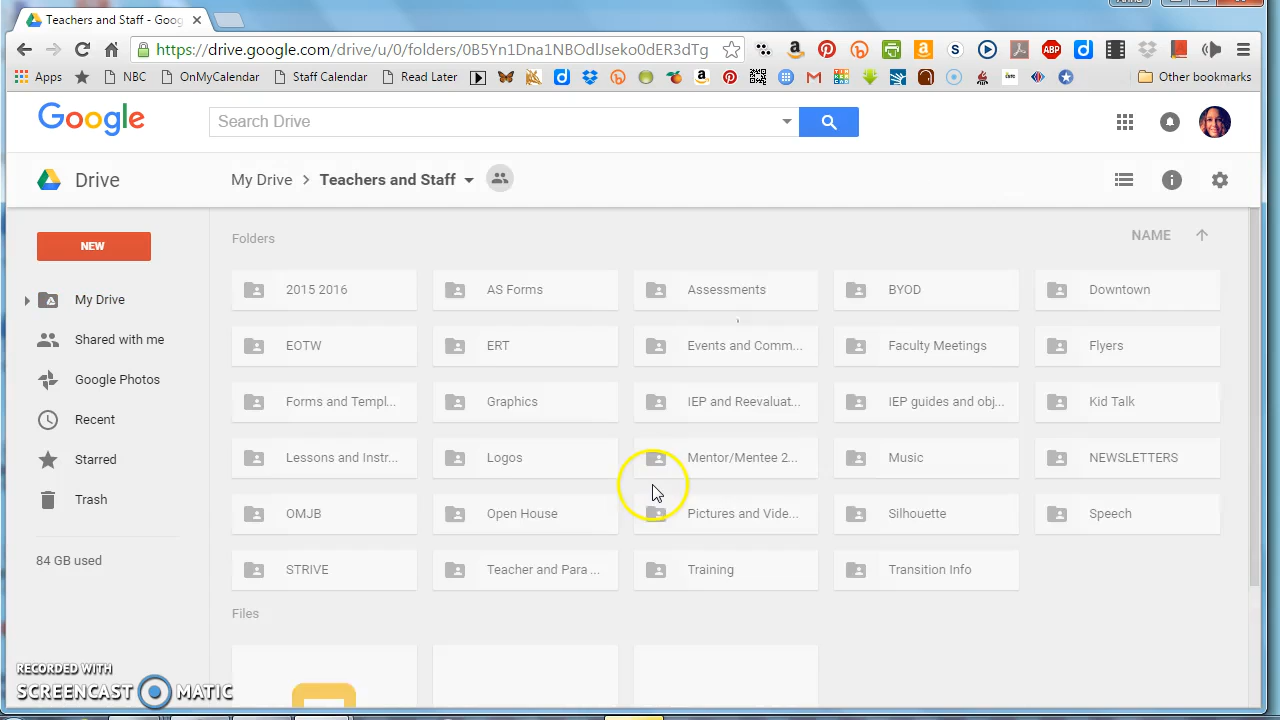 Teachers and Staff - Goog
https://drive.google.com/drive/u/0/folders/0B5Yn1Dna1NBOdlJseko0dER3dTg
ABP
Apps NBC OnMyCalendar Staff Calendar Read Later Other bookmarks
Google Search Drive
Drive My Drive > Teachers and Staff
NEW
My Drive
Shared with me
Google Photos
Recent
Starred
Trash
84 GB used
Folders NAME
2015 2016 AS Forms Assessments BYOD Downtown
EOTW ERT Events and Comm... Faculty Meetings Flyers
Forms and Templ... Graphics IEP and Reevaluat... IEP guides and obj... Kid Talk
Lessons and Instr... Logos Mentor/Mentee 2... Music NEWSLETTERS
OMJB Open House Pictures and Vide... Silhouette Speech
STRIVE Teacher and Para ... Training Transition Info
Files
RECORDED WITH
SCREENCAST MATIC